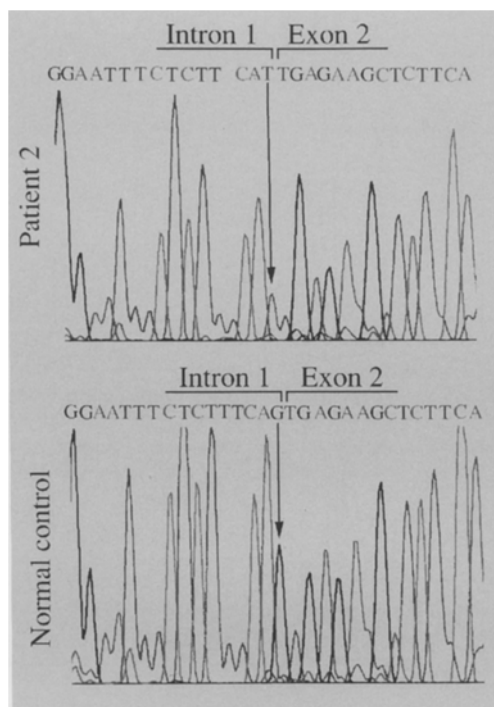 Intron 1 Exon 2
GGAATTTCTCTT CATTGAGAAGCTCTTCA
Patient 2
Intron 1 Exon 2
GGAATTTCTCTTTCAGTGAGAAGCTCTTCA
Normal control